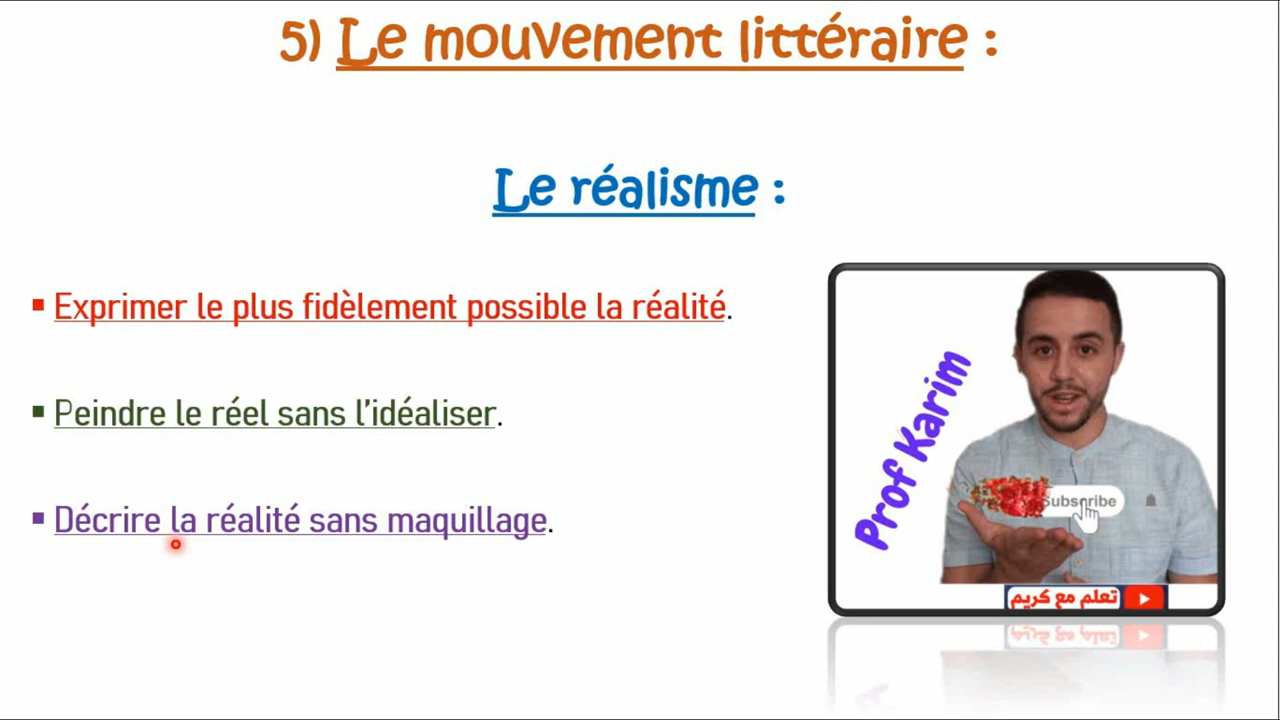 5) Le mouvement littéraire :
Le réalisme :
▪ Exprimer le plus fidèlement possible la réalité.
▪ Peindre le réel sans l'idéaliser.
▪ Décrire la réalité sans maquillage.
Prof Karim
Subscribe
تعلم مع كريم